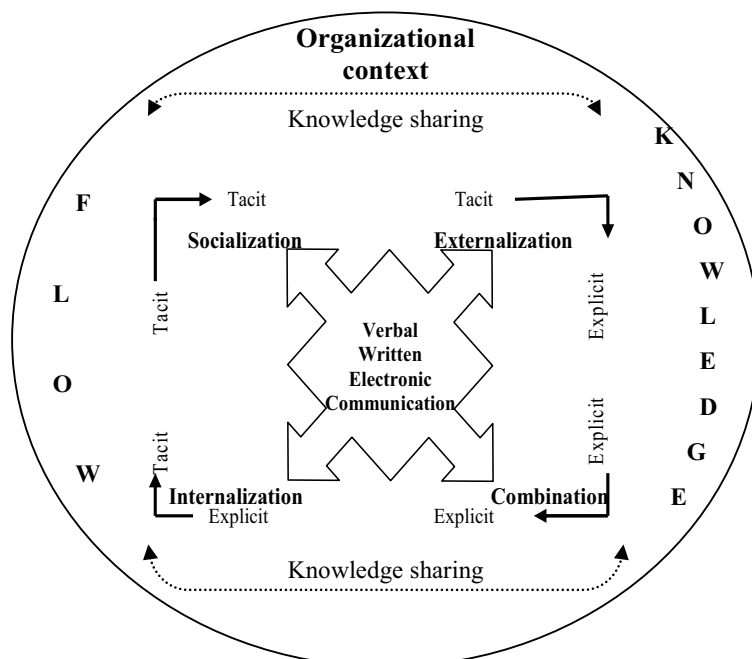 Organizational
context
Knowledge sharing
K
N
O
W
L
E
D
G
E
F
L
O
W
Tacit
Tacit
Socialization
Externalization
Tacit
Explicit
Verbal
Written
Electronic
Communication
Tacit
Explicit
Internalization
Combination
Explicit
Explicit
Knowledge sharing